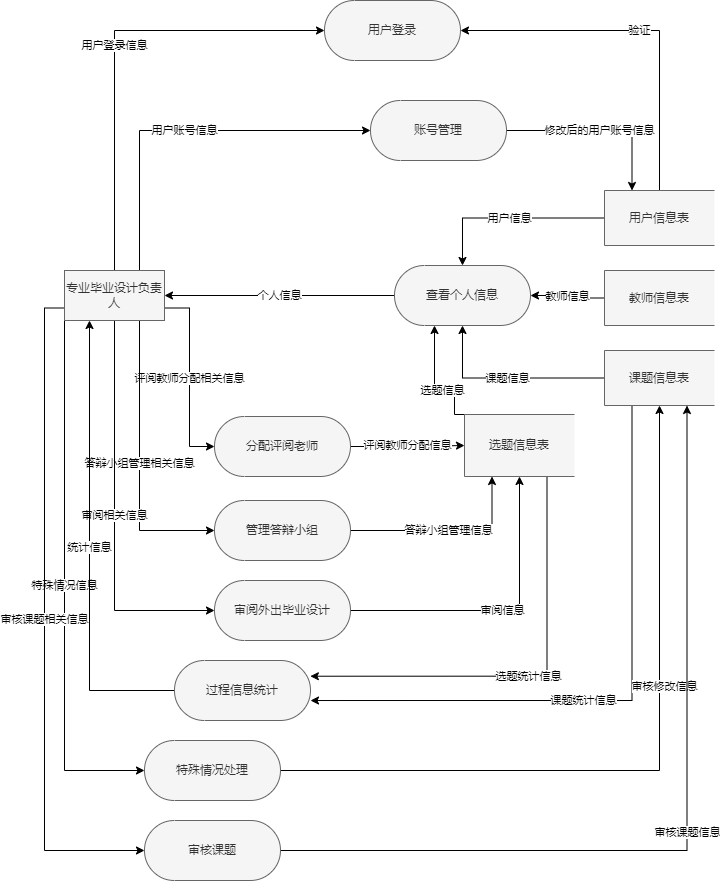 用户登录
验证
用户登录信息
用户账号信息
账号管理
修改后的用户账号信息
用户信息
用户信息表
专业毕业设计负责
人
个人信息
查看个人信息
教师信息
教师信息表
评阅教师分配相关信息
课题信息
课题信息表
选题信息
分配评阅老师
评阅教师分配信息
选题信息表
答辩小组管理相关信息
审阅相关信息
管理答辩小组
答辩小组管理信息
统计信息
特殊情况信息
审核课题相关信息
审阅外出毕业设计
审阅信息
选题统计信息
过程信息统计
课题统计信息
审核修改信息
特殊情况处理
审核课题信息
审核课题